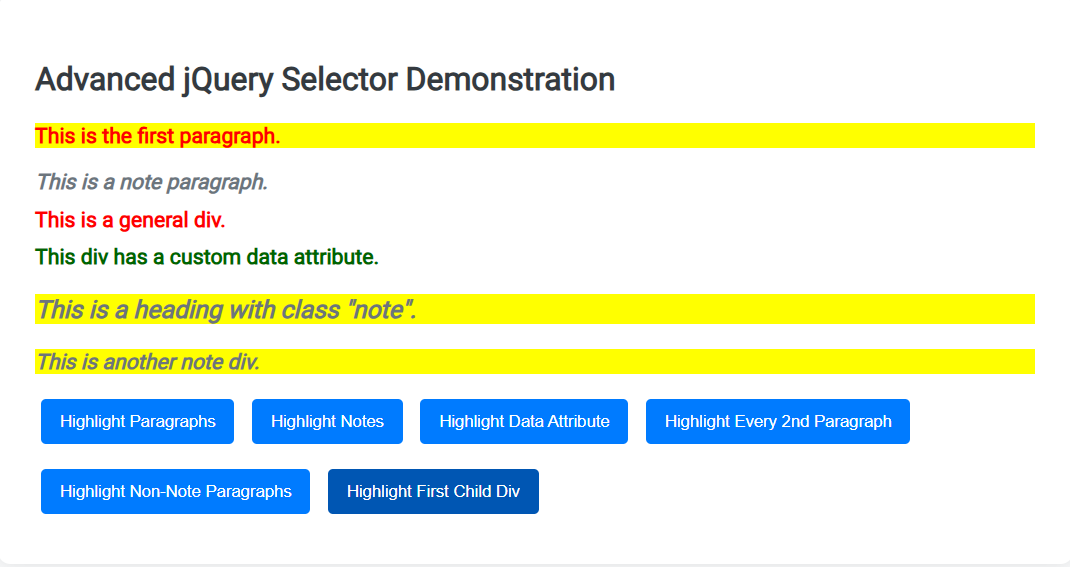 Advanced jQuery Selector Demonstration
This is the first paragraph.
This is a note paragraph.
This is a general div.
This div has a custom data attribute.
This is a heading with class "note".
This is another note div.
Highlight Paragraphs Highlight Notes Highlight Data Attribute Highlight Every 2nd Paragraph
Highlight Non-Note Paragraphs Highlight First Child Div